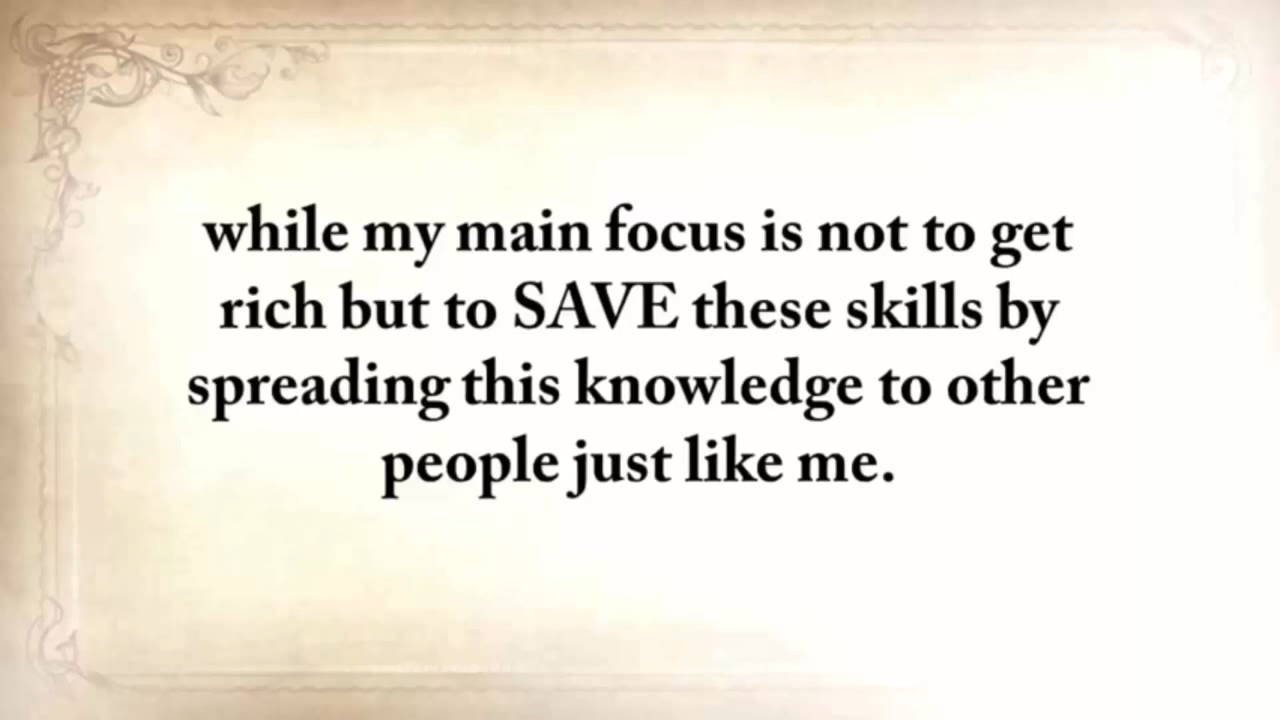 while my main focus is not to get
rich but to SAVE these skills by
spreading this knowledge to other
people just like me.